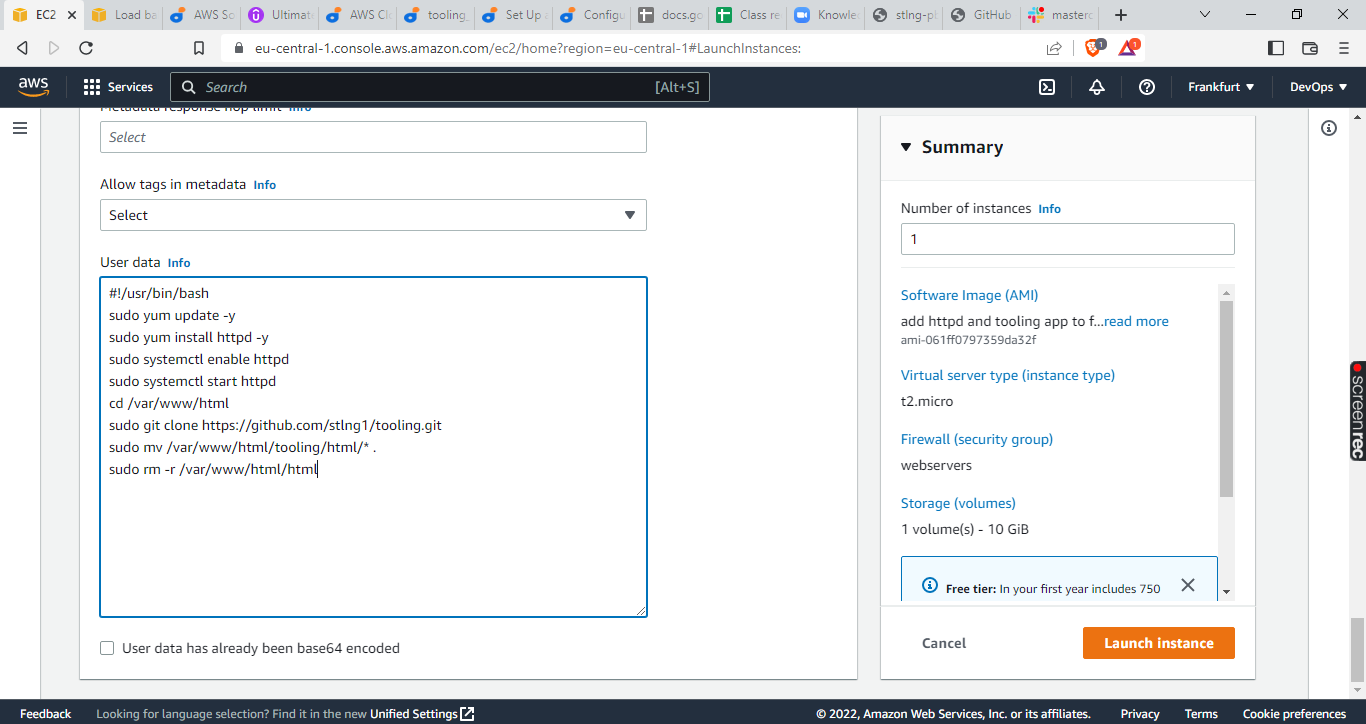 EC2
Load ba
AWS So
Ultimat
AWS Cl
tooling,
Set Up
Configu
docs.go
Class re
Knowle
stlng-pl
GitHub
masterc
eu-central-1.console.aws.amazon.com/ec2/home?region=eu-central-1#LaunchInstances:
1
1
aws
Services
Search
[Alt+S]
Frankfurt
DevOps
Metadata response hop limit Info
Select
Allow tags in metadata Info
Select
User data Info
#!/usr/bin/bash
sudo yum update -y
sudo yum install httpd -y
sudo systemctl enable httpd
sudo systemctl start httpd
cd /var/www/html
sudo git clone https://github.com/stlng1/tooling.git
sudo mv /var/www/html/tooling/html/* .
sudo rm -r /var/www/html/html
User data has already been base64 encoded
Summary
Number of instances Info
1
Software Image (AMI)
add httpd and tooling app to f...read more
ami-061ff0797359da32f
Virtual server type (instance type)
t2.micro
Firewall (security group)
webservers
Storage (volumes)
1 volume(s) - 10 GiB
Free tier: In your first year includes 750
Cancel
Launch instance
screenrec
Feedback
Looking for language selection? Find it in the new Unified Settings
© 2022, Amazon Web Services, Inc. or its affiliates.
Privacy
Terms
Cookie preferences